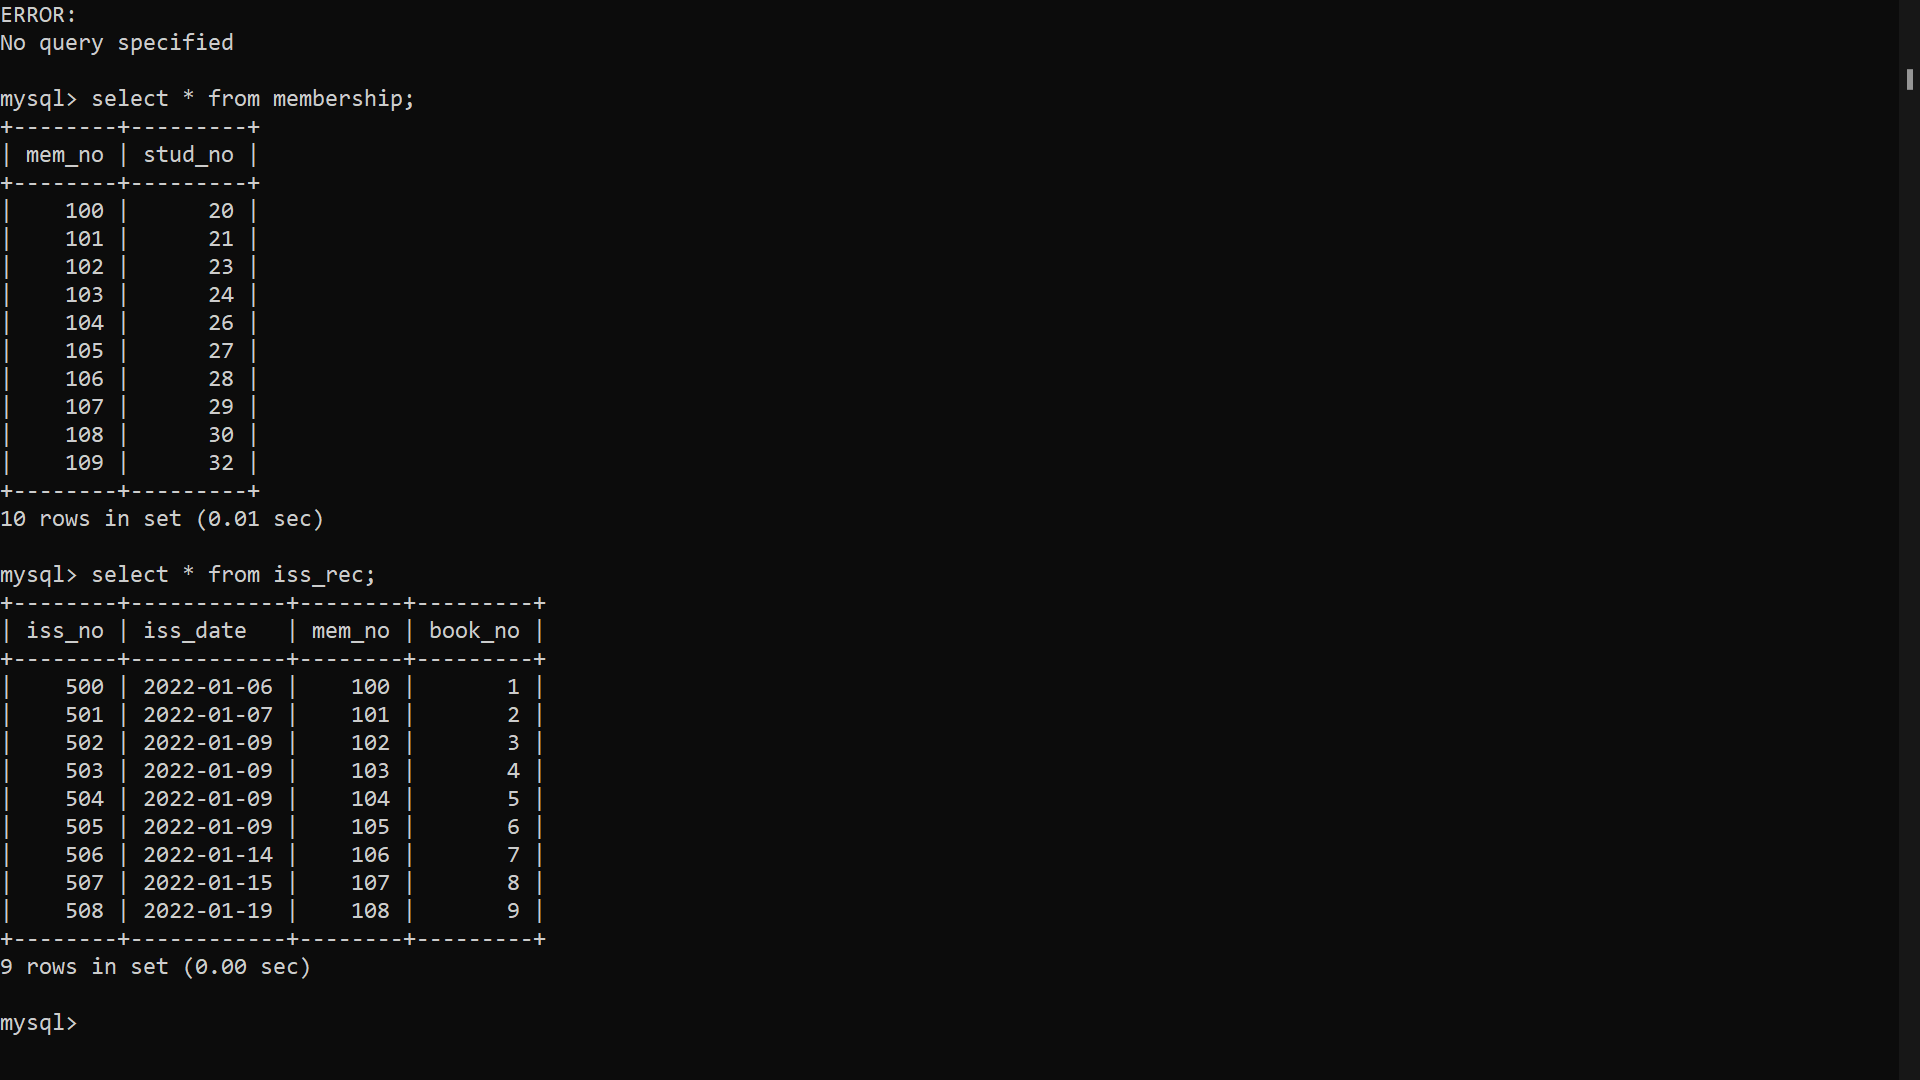 ERROR:
No query specified
mysql> select * from membership;
+--------+---------+
| mem_no | stud_no |
+--------+---------+
|    100 |      20 |
|    101 |      21 |
|    102 |      23 |
|    103 |      24 |
|    104 |      26 |
|    105 |      27 |
|    106 |      28 |
|    107 |      29 |
|    108 |      30 |
|    109 |      32 |
+--------+---------+
10 rows in set (0.01 sec)
mysql> select * from iss_rec;
+--------+------------+--------+---------+
| iss_no | iss_date   | mem_no | book_no |
+--------+------------+--------+---------+
|    500 | 2022-01-06 |    100 |       1 |
|    501 | 2022-01-07 |    101 |       2 |
|    502 | 2022-01-09 |    102 |       3 |
|    503 | 2022-01-09 |    103 |       4 |
|    504 | 2022-01-09 |    104 |       5 |
|    505 | 2022-01-09 |    105 |       6 |
|    506 | 2022-01-14 |    106 |       7 |
|    507 | 2022-01-15 |    107 |       8 |
|    508 | 2022-01-19 |    108 |       9 |
+--------+------------+--------+---------+
9 rows in set (0.00 sec)
mysql>